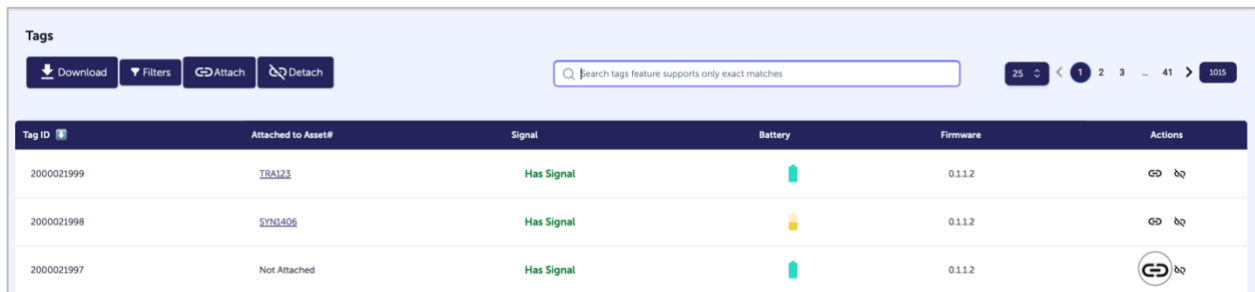 Tags
Download Filters Attach Detach Search tags feature supports only exact matches 25 1 2 3 ... 41 1015
Tag ID Attached to Asset# Signal Battery Firmware Actions
2000021999 TRA123 Has Signal 0.1.1.2
2000021998 SYN1406 Has Signal 0.1.1.2
2000021997 Not Attached Has Signal 0.1.1.2